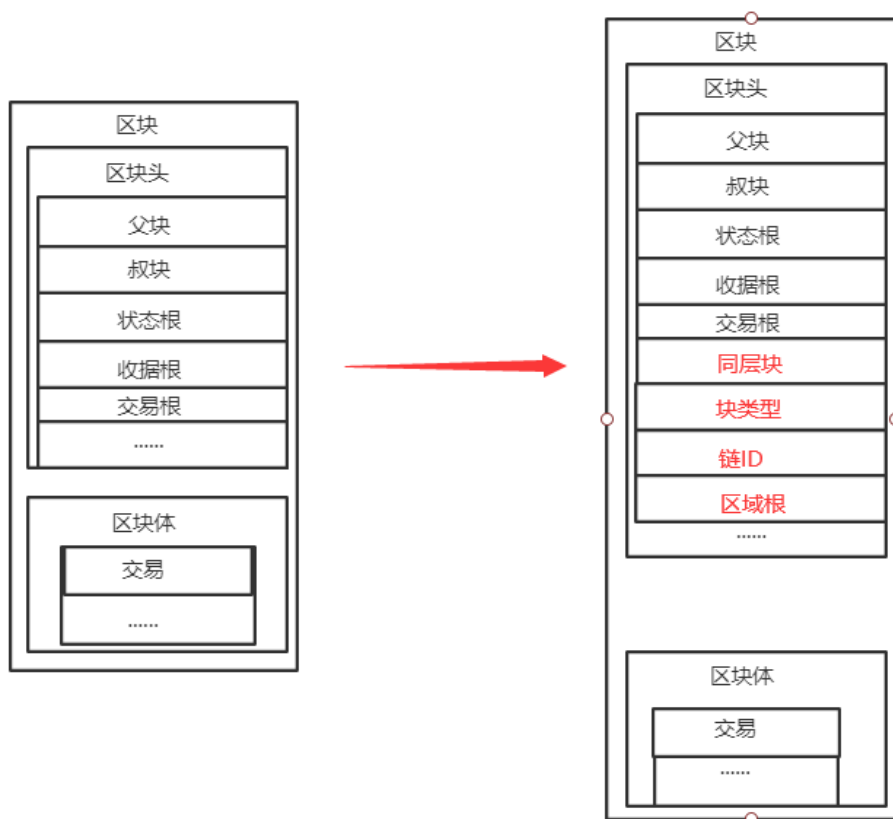 区块
区块头
父块
叔块
状态根
收据根
交易根
......
区块体
交易
......
区块
区块头
父块
叔块
状态根
收据根
交易根
同层块
块类型
链ID
区域根
......
区块体
交易
......